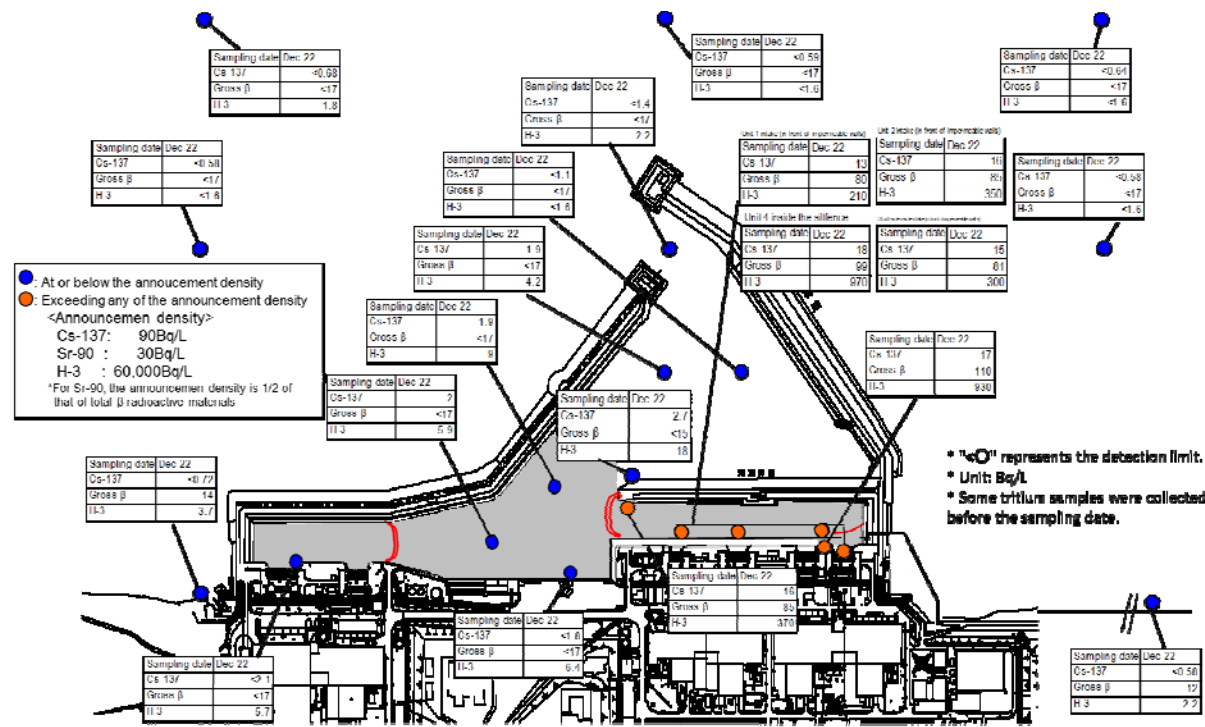 Sampling date Dec 22
Cs-137 <0.68
Gross β <17
H-3 1.8
Sampling date Dec 22
Cs-137 <0.59
Gross β <17
H-3 <1.6
Sampling date Dec 22
Cs-137 <0.64
Gross β <17
H-3 <1.6
Sampling date Dec 22
Cs-137 <1.4
Gross β <17
H-3 2.2
Sampling date Dec 22
Cs-137 <0.58
Gross β <17
H-3 <1.6
Sampling date Dec 22
Cs-137 <1.1
Gross β <17
H-3 <1.6
Unit 1 intake (in front of impermeable walls)
Sampling date Dec 22
Cs-137 13
Gross β 80
H-3 210
Unit 2 intake (in front of impermeable walls)
Sampling date Dec 22
Cs-137 16
Gross β 85
H-3 350
Sampling date Dec 22
Cs-137 <0.58
Gross β <17
H-3 <1.6
Unit 4 inside the siltfence
Sampling date Dec 22
Cs-137 18
Gross β 99
H-3 970
Sampling date Dec 22
Cs-137 15
Gross β 81
H-3 300
Sampling date Dec 22
Cs-137 1.9
Gross β <17
H-3 4.2
: At or below the annoucement density
: Exceeding any of the announcement density
<Announcemen density>
Cs-137: 90Bq/L
Sr-90 : 30Bq/L
H-3 : 60,000Bq/L
*For Sr-90, the announcemen density is 1/2 of
that of total β radioactive materials
Sampling date Dec 22
Cs-137 1.9
Gross β <17
H-3 9
Sampling date Dec 22
Cs-137 17
Gross β 110
H-3 930
Sampling date Dec 22
Cs-137 2
Gross β <17
H-3 5.9
Sampling date Dec 22
Cs-137 2.7
Gross β <15
H-3 18
* "<O" represents the detection limit.
* Unit: Bq/L
* Some tritium samples were collected
before the sampling date.
Sampling date Dec 22
Cs-137 <0.72
Gross β 14
H-3 3.7
Sampling date Dec 22
Cs-137 16
Gross β 85
H-3 370
Sampling date Dec 22
Cs-137 <1.8
Gross β <17
H-3 6.4
Sampling date Dec 22
Cs-137 <2.1
Gross β <17
H-3 5.7
Sampling date Dec 22
Cs-137 <0.58
Gross β 12
H-3 2.2